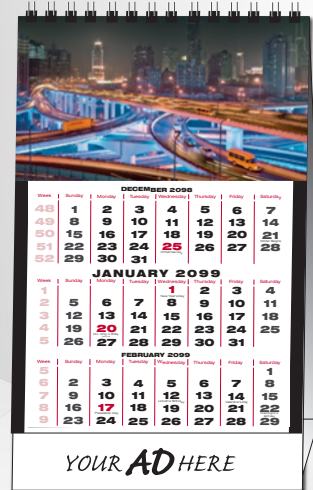 DECEMBER 2098
Week Sunday Monday Tuesday Wednesday Thursday Friday Saturday
48 1 2 3 4 5 6 7
49 8 9 10 11 12 13 14
50 15 16 17 18 19 20 21
51 22 23 24 25 26 27 28
52 29 30 31
JANUARY 2099
Week Sunday Monday Tuesday Wednesday Thursday Friday Saturday
1 1 2 3 4
2 5 6 7 8 9 10 11
3 12 13 14 15 16 17 18
4 19 20 21 22 23 24 25
5 26 27 28 29 30 31
FEBRUARY 2099
Week Sunday Monday Tuesday Wednesday Thursday Friday Saturday
5 1
6 2 3 4 5 6 7 8
7 9 10 11 12 13 14 15
8 16 17 18 19 20 21 22
9 23 24 25 26 27 28 29
YOUR AD HERE